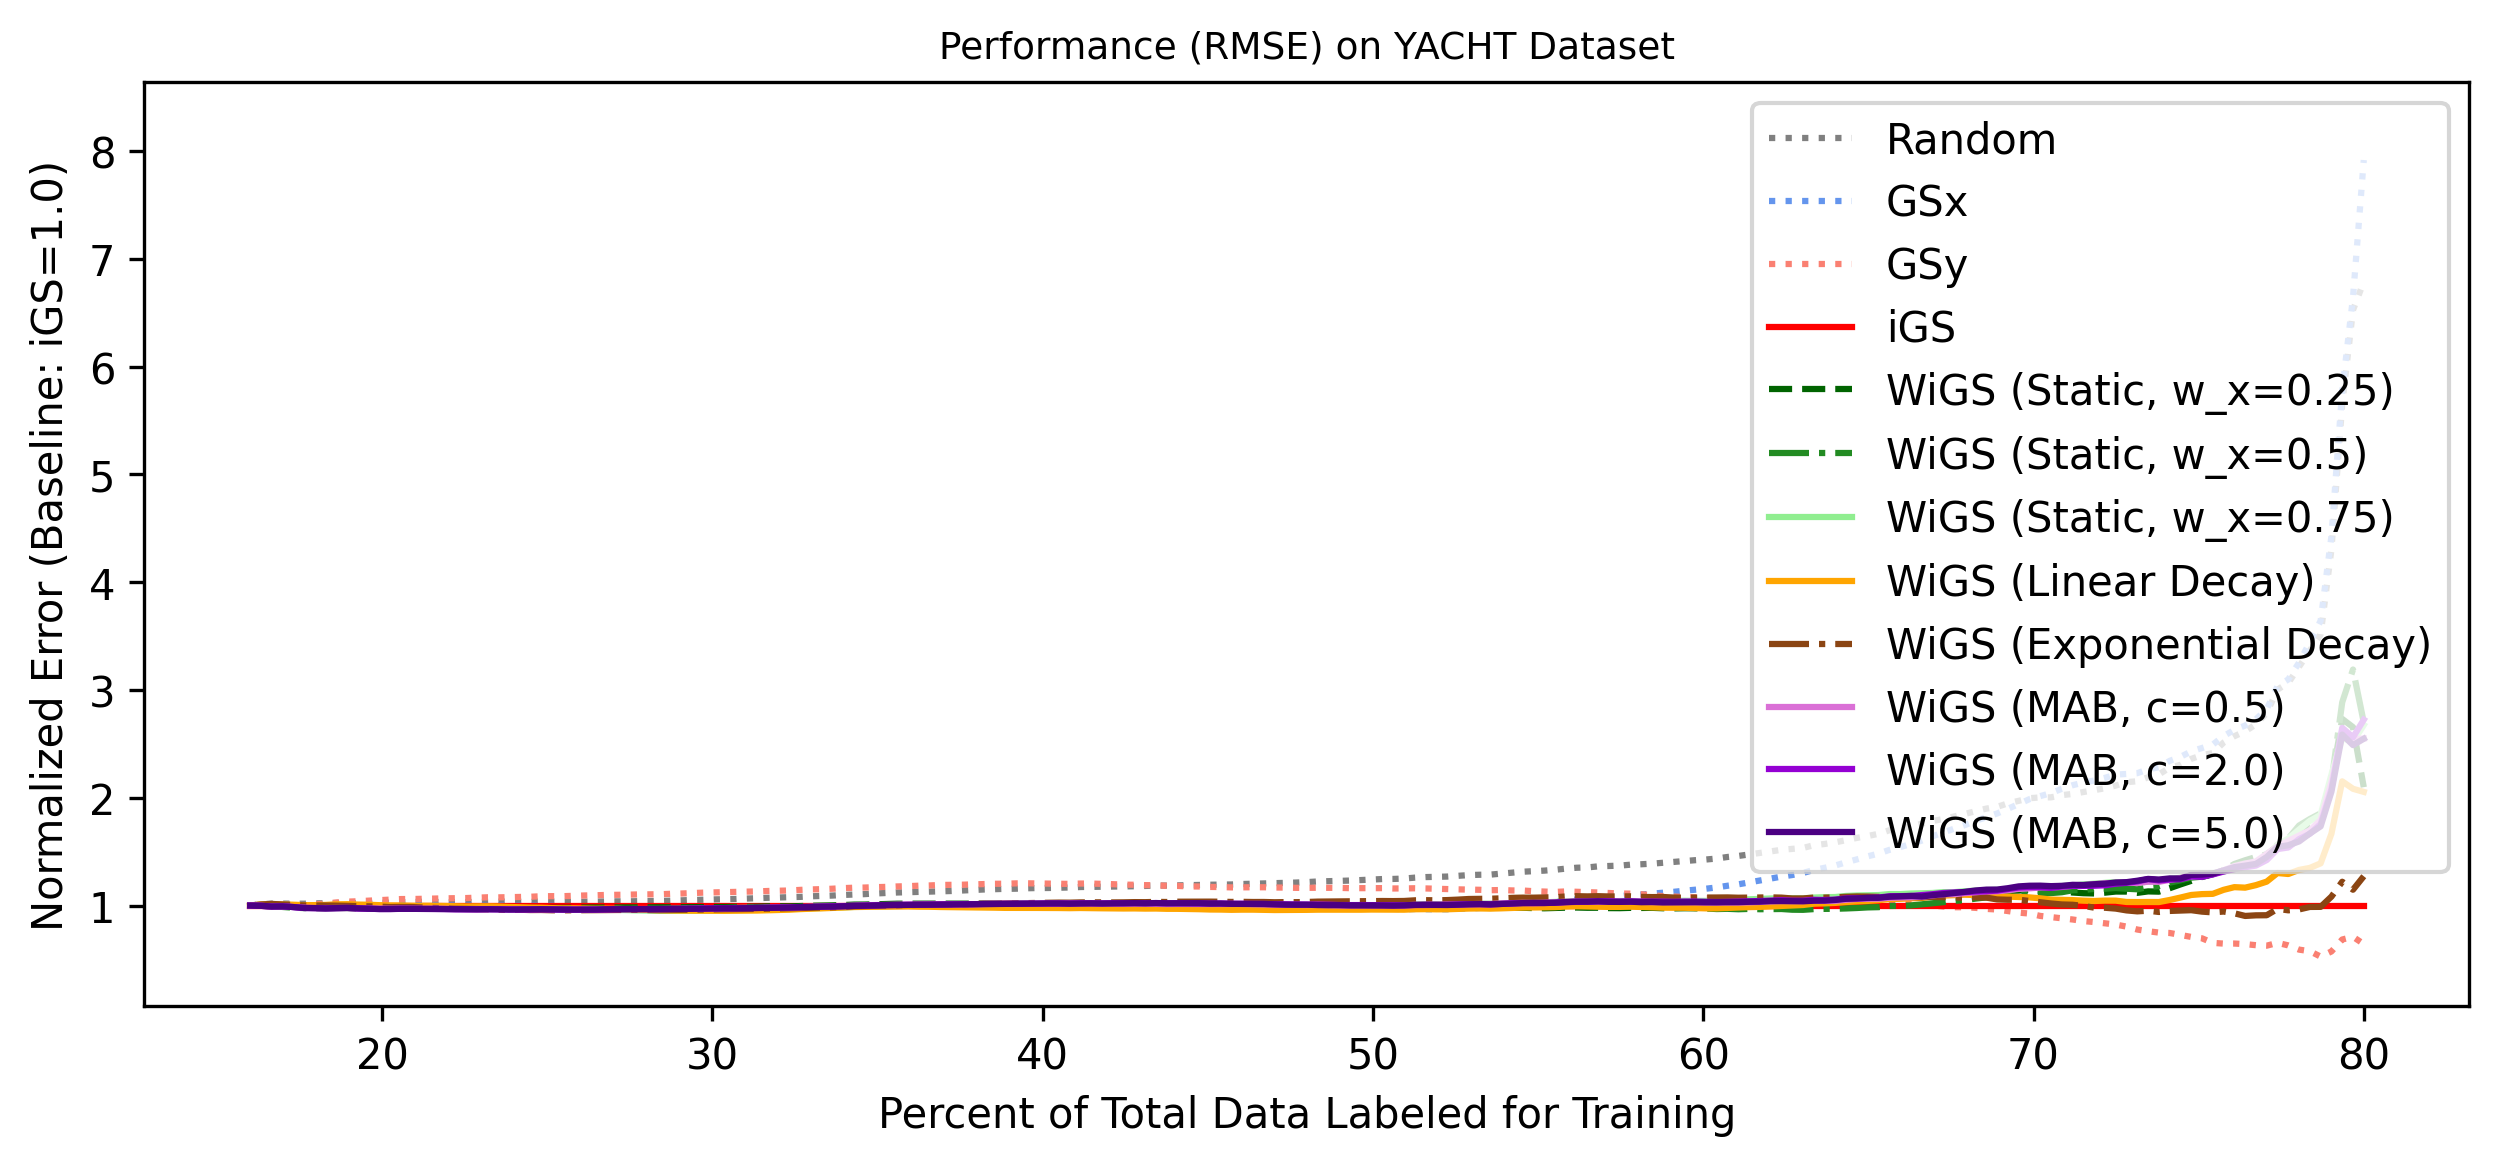 Performance (RMSE) on YACHT Dataset
Normalized Error (Baseline: iGS=1.0)
8
7
6
5
4
3
2
1
Random
GSx
GSy
iGS
WiGS (Static, w_x=0.25)
WiGS (Static, w_x=0.5)
WiGS (Static, w_x=0.75)
WiGS (Linear Decay)
WiGS (Exponential Decay)
WiGS (MAB, c=0.5)
WiGS (MAB, c=2.0)
WiGS (MAB, c=5.0)
20 30 40 50 60 70 80
Percent of Total Data Labeled for Training